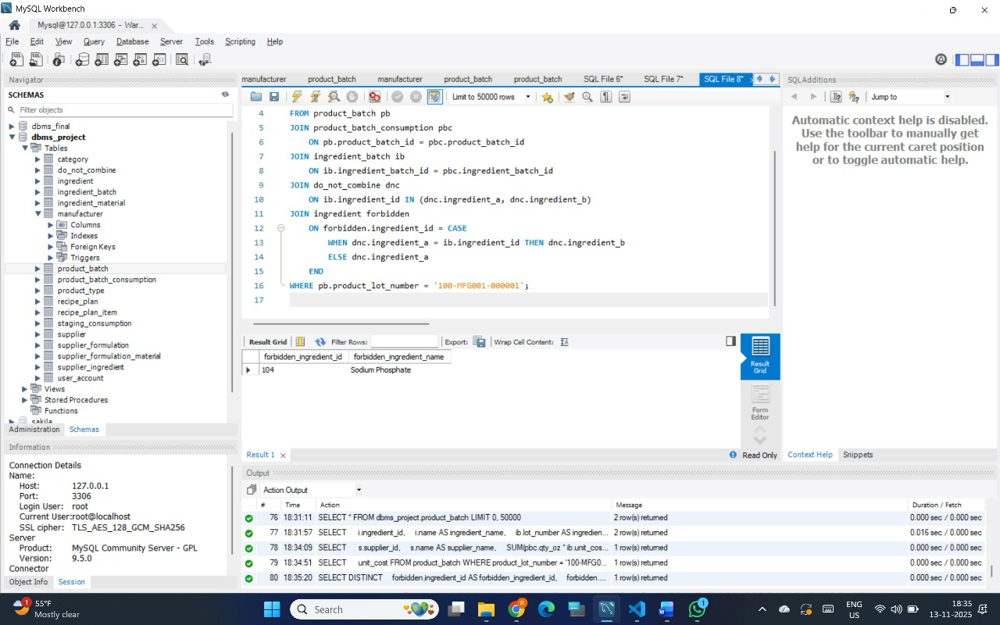 MySQL Workbench
Mysql@127.0.0.1:3306 - War...
File Edit View Query Database Server Tools Scripting Help
Navigator
SCHEMAS
Filter objects
dbms_final
dbms_project
Tables
category
do_not_combine
ingredient
ingredient_batch
ingredient_material
manufacturer
Columns
Indexes
Foreign Keys
Triggers
product_batch
product_batch_consumption
product_type
recipe_plan
recipe_plan_item
staging_consumption
supplier
supplier_formulation
supplier_formulation_material
supplier_ingredient
user_account
Views
Stored Procedures
Functions
sakila
Administration Schemas
Information
Connection Details
Name:
Host: 127.0.0.1
Port: 3306
Login User: root
Current User:root@localhost
SSL cipher: TLS_AES_128_GCM_SHA256
Server
Product: MySQL Community Server - GPL
Version: 9.5.0
Connector
Object Info Session
manufacturer product_batch manufacturer product_batch product_batch SQL File 6* SQL File 7* SQL File 8*
Limit to 50000 rows
4 FROM product_batch pb
5 JOIN product_batch_consumption pbc
6 ON pb.product_batch_id = pbc.product_batch_id
7 JOIN ingredient_batch ib
8 ON ib.ingredient_batch_id = pbc.ingredient_batch_id
9 JOIN do_not_combine dnc
10 ON ib.ingredient_id IN (dnc.ingredient_a, dnc.ingredient_b)
11 JOIN ingredient forbidden
12 ON forbidden.ingredient_id = CASE
13 WHEN dnc.ingredient_a = ib.ingredient_id THEN dnc.ingredient_b
14 ELSE dnc.ingredient_a
15 END
16 WHERE pb.product_lot_number = '100-MFG001-000001';
17
Result Grid Filter Rows: Export: Wrap Cell Content:
forbidden_ingredient_id forbidden_ingredient_name
104 Sodium Phosphate
Result Grid
Form Editor
Result 1
Read Only
SQLAdditions
Jump to
Automatic context help is disabled.
Use the toolbar to manually get
help for the current caret position
or to toggle automatic help.
Context Help Snippets
Output
Action Output
# Time Action Message Duration / Fetch
76 18:31:11 SELECT * FROM dbms_project.product_batch LIMIT 0, 50000 2 row(s) returned 0.000 sec / 0.000 sec
77 18:31:57 SELECT i.ingredient_id, i.name AS ingredient_name, ib.lot_number AS ingredien... 2 row(s) returned 0.016 sec / 0.000 sec
78 18:34:09 SELECT s.supplier_id, s.name AS supplier_name, SUM(pbc.qty_oz * ib.unit_cos... 1 row(s) returned 0.000 sec / 0.000 sec
79 18:34:51 SELECT unit_cost FROM product_batch WHERE product_lot_number = '100-MFG0... 1 row(s) returned 0.000 sec / 0.000 sec
80 18:35:20 SELECT DISTINCT forbidden.ingredient_id AS forbidden_ingredient_id, forbidden.... 1 row(s) returned 0.000 sec / 0.000 sec
1
55°F
Mostly clear
Search
R
1
ENG
US
18:35
13-11-2025